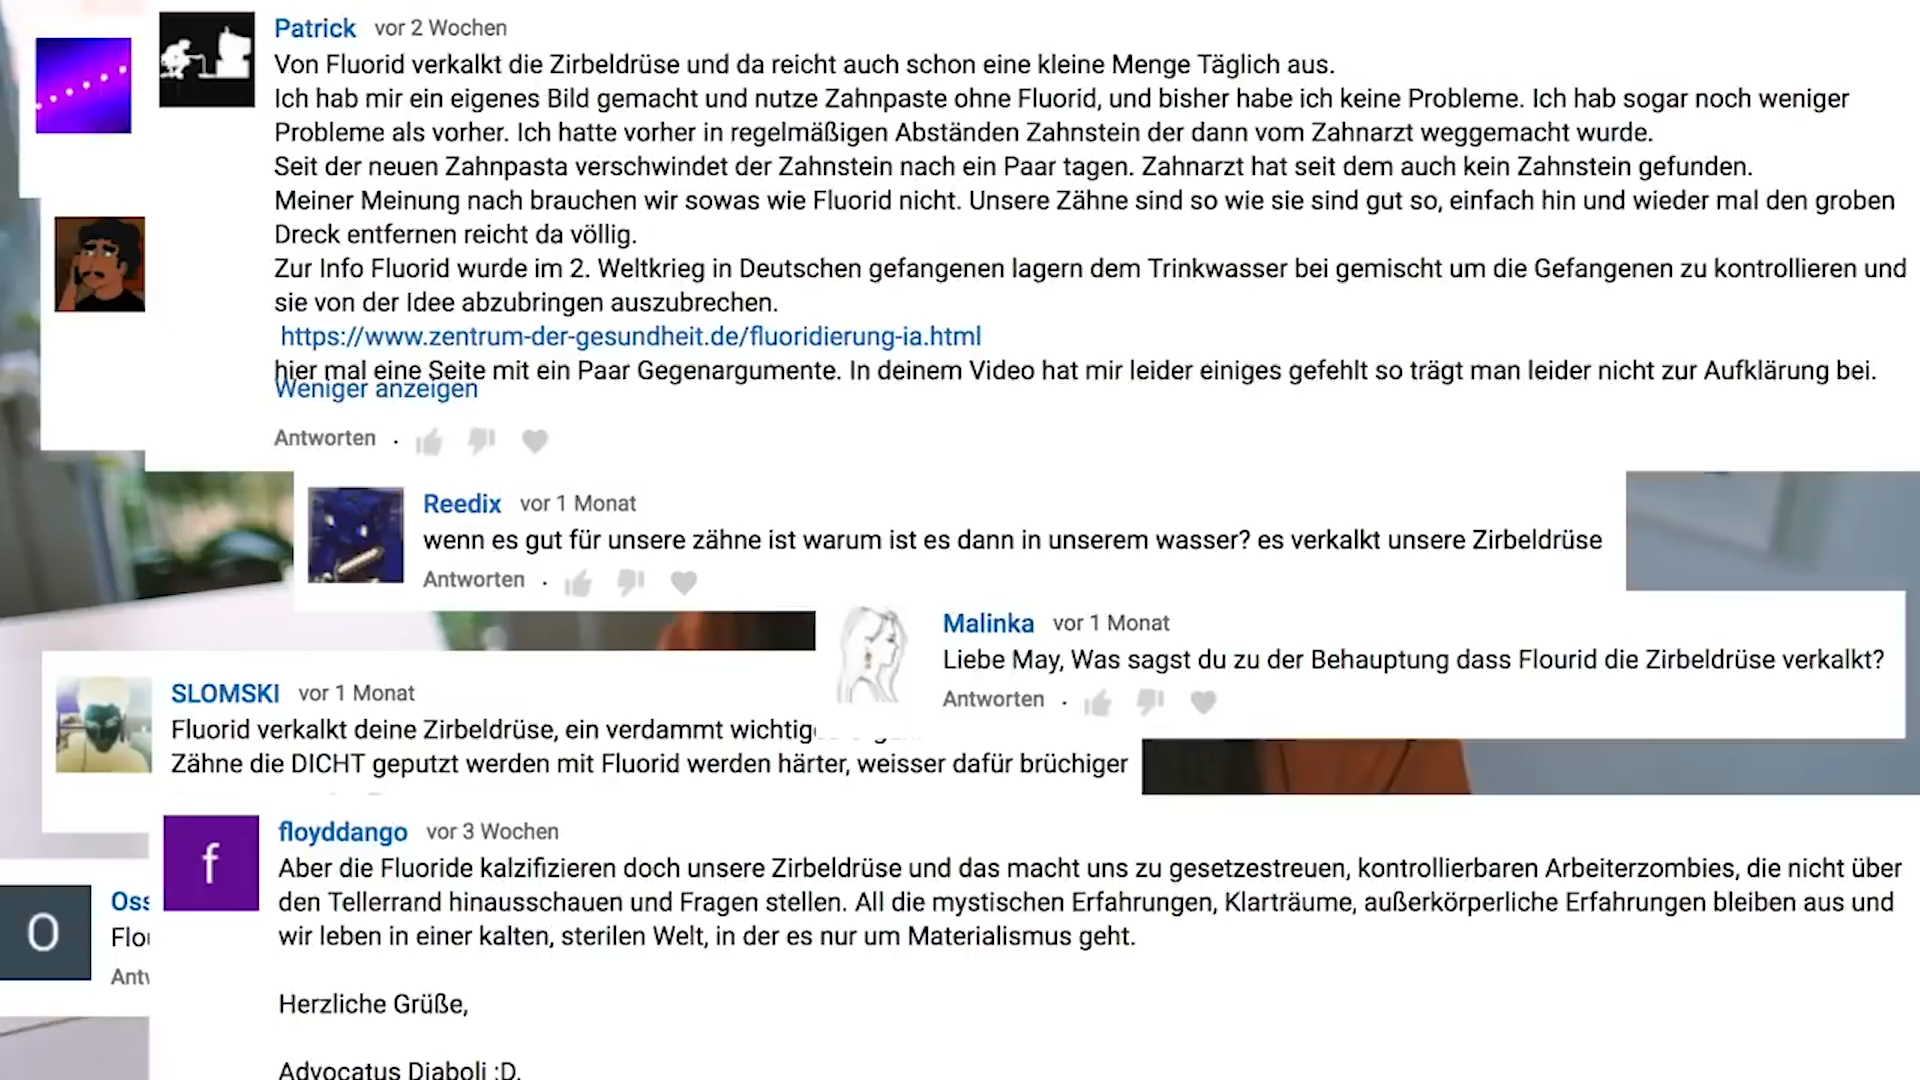 Patrick vor 2 Wochen
Von Fluorid verkalkt die Zirbeldrüse und da reicht auch schon eine kleine Menge Täglich aus.
Ich hab mir ein eigenes Bild gemacht und nutze Zahnpaste ohne Fluorid, und bisher habe ich keine Probleme. Ich hab sogar noch weniger
Probleme als vorher. Ich hatte vorher in regelmäßigen Abständen Zahnstein der dann vom Zahnarzt weggemacht wurde.
Seit der neuen Zahnpasta verschwindet der Zahnstein nach ein Paar tagen. Zahnarzt hat seit dem auch kein Zahnstein gefunden.
Meiner Meinung nach brauchen wir sowas wie Fluorid nicht. Unsere Zähne sind so wie sie sind gut so, einfach hin und wieder mal den groben
Dreck entfernen reicht da völlig.
Zur Info Fluorid wurde im 2. Weltkrieg in Deutschen gefangenen lagern dem Trinkwasser bei gemischt um die Gefangenen zu kontrollieren und
sie von der Idee abzubringen auszubrechen.
https://www.zentrum-der-gesundheit.de/fluoridierung-ia.html
hier mal eine Seite mit ein Paar Gegenargumente. In deinem Video hat mir leider einiges gefehlt so trägt man leider nicht zur Aufklärung bei.
Weniger anzeigen
Antworten
Reedix vor 1 Monat
wenn es gut für unsere zähne ist warum ist es dann in unserem wasser? es verkalkt unsere Zirbeldrüse
Antworten
Malinka vor 1 Monat
Liebe May, Was sagst du zu der Behauptung dass Flourid die Zirbeldrüse verkalkt?
Antworten
SLOMSKI vor 1 Monat
Fluorid verkalkt deine Zirbeldrüse, ein verdammt
Zähne die DICHT geputzt werden mit Fluorid werden härter, weisser dafür brüchiger
f
floyddango vor 3 Wochen
Aber die Fluoride kalzifizieren doch unsere Zirbeldrüse und das macht uns zu gesetzestreuen, kontrollierbaren Arbeiterzombies, die nicht über
den Tellerrand hinausschauen und Fragen stellen. All die mystischen Erfahrungen, Klarträume, außerkörperliche Erfahrungen bleiben aus und
wir leben in einer kalten, sterilen Welt, in der es nur um Materialismus geht.
Herzliche Grüße,
Advocatus Diaboli :D.
O